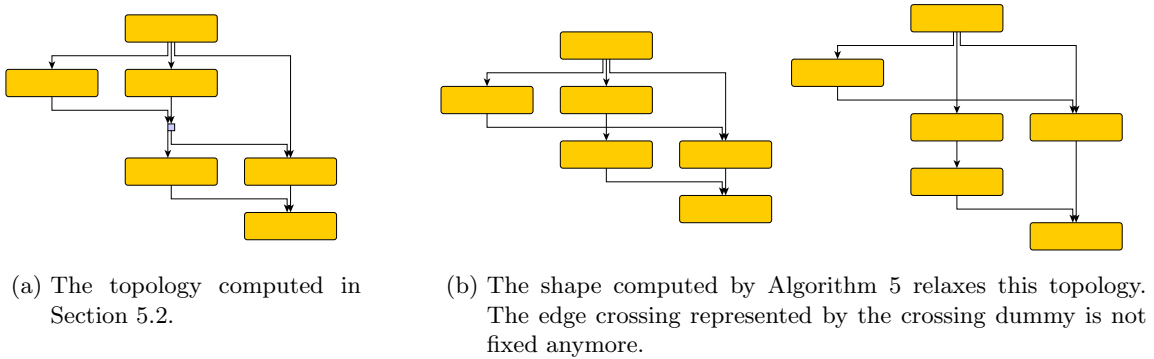 (a) The topology computed in
Section 5.2.
(b) The shape computed by Algorithm 5 relaxes this topology.
The edge crossing represented by the crossing dummy is not
fixed anymore.